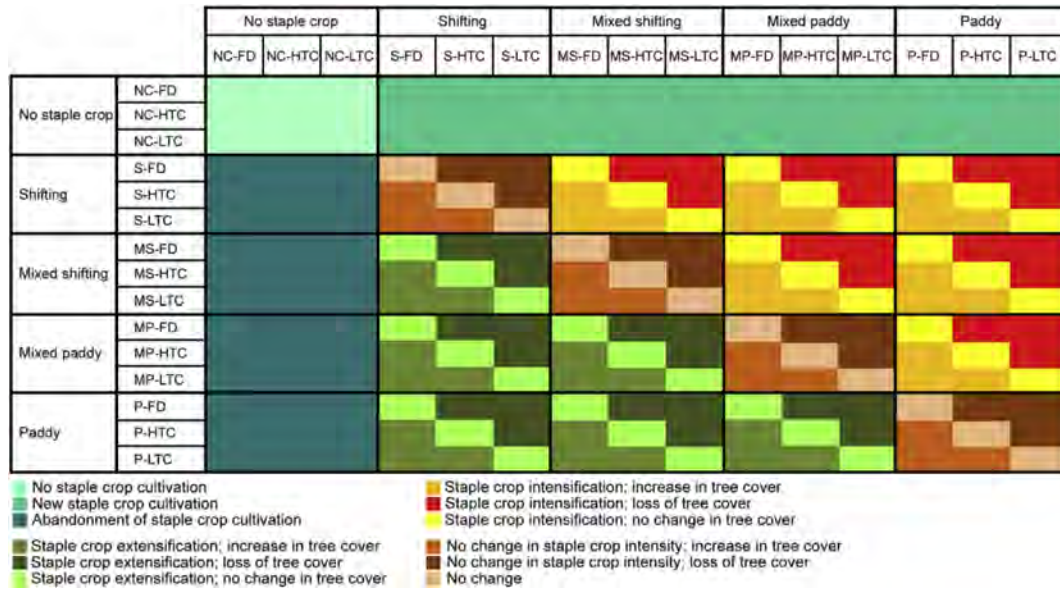 No staple crop Shifting Mixed shifting Mixed paddy Paddy
NC-FD NC-HTC NC-LTC S-FD S-HTC S-LTC MS-FD MS-HTC MS-LTC MP-FD MP-HTC MP-LTC P-FD P-HTC P-LTC
NC-FD
No staple crop NC-HTC
NC-LTC
S-FD
Shifting S-HTC
S-LTC
MS-FD
Mixed shifting MS-HTC
MS-LTC
MP-FD
Mixed paddy MP-HTC
MP-LTC
P-FD
Paddy P-HTC
P-LTC
No staple crop cultivation
New staple crop cultivation
Abandonment of staple crop cultivation
Staple crop extensification; increase in tree cover
Staple crop extensification; loss of tree cover
Staple crop extensification; no change in tree cover
Staple crop intensification; increase in tree cover
Staple crop intensification; loss of tree cover
Staple crop intensification; no change in tree cover
No change in staple crop intensity; increase in tree cover
No change in staple crop intensity; loss of tree cover
No change